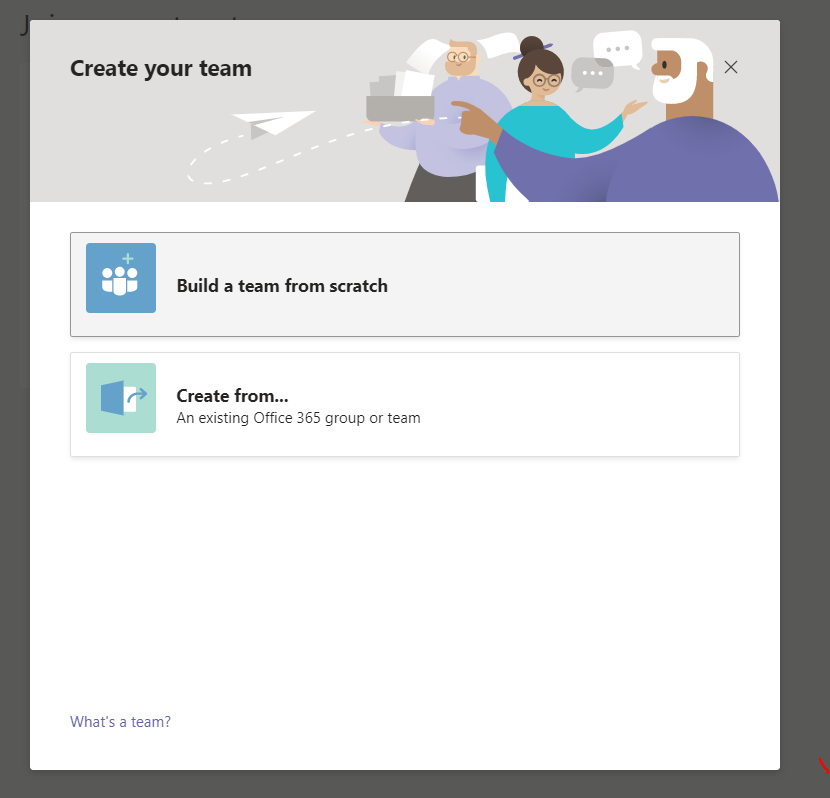 Create your team
Build a team from scratch
Create from...
An existing Office 365 group or team
What's a team?